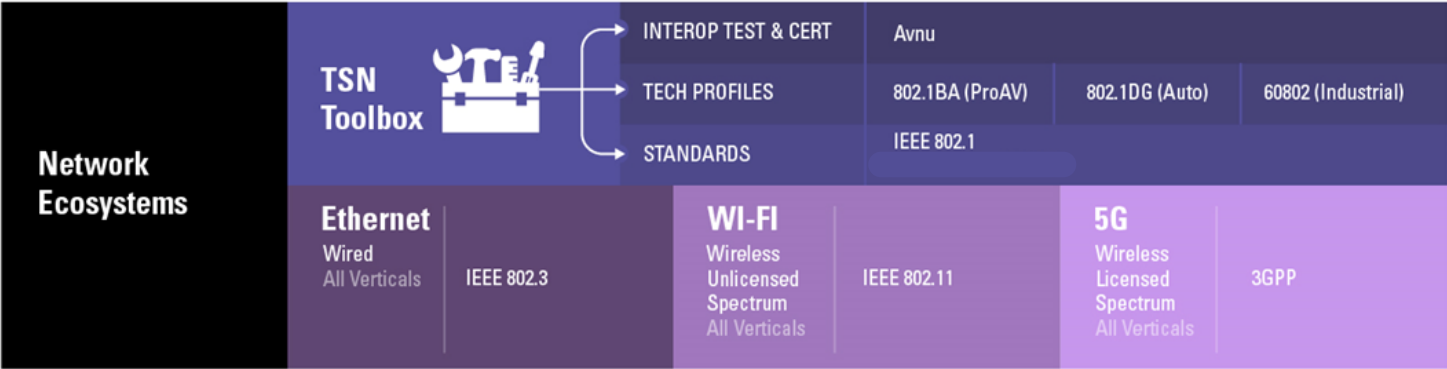 Network
Ecosystems
TSN
Toolbox
INTEROP TEST & CERT
Avnu
TECH PROFILES
802.1BA (ProAV)
802.1DG (Auto)
60802 (Industrial)
STANDARDS
IEEE 802.1
Ethernet
Wired
All Verticals
IEEE 802.3
WI-FI
Wireless
Unlicensed
Spectrum
All Verticals
IEEE 802.11
5G
Wireless
Licensed
Spectrum
All Verticals
3GPP